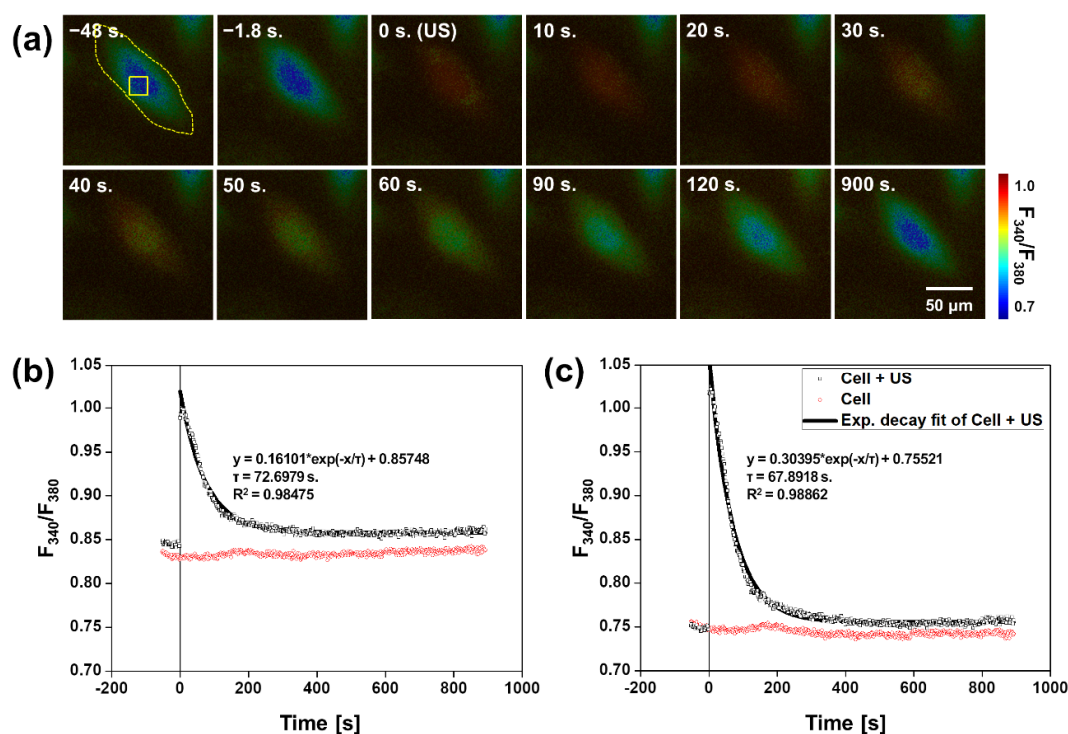 (a)
−48 s.
−1.8 s.
0 s. (US)
10 s.
20 s.
30 s.
40 s.
50 s.
60 s.
90 s.
120 s.
900 s.
50 µm
1.0
F340/F380
0.7
(b)
1.05
1.00
0.95
0.90
0.85
0.80
0.75
0.70
F340/F380
y = 0.16101*exp(-x/τ) + 0.85748
τ = 72.6979 s.
R² = 0.98475
-200 0 200 400 600 800 1000
Time [s]
(c)
1.05
1.00
0.95
0.90
0.85
0.80
0.75
0.70
F340/F380
Cell + US
Cell
Exp. decay fit of Cell + US
y = 0.30395*exp(-x/τ) + 0.75521
τ = 67.8918 s.
R² = 0.98862
-200 0 200 400 600 800 1000
Time [s]